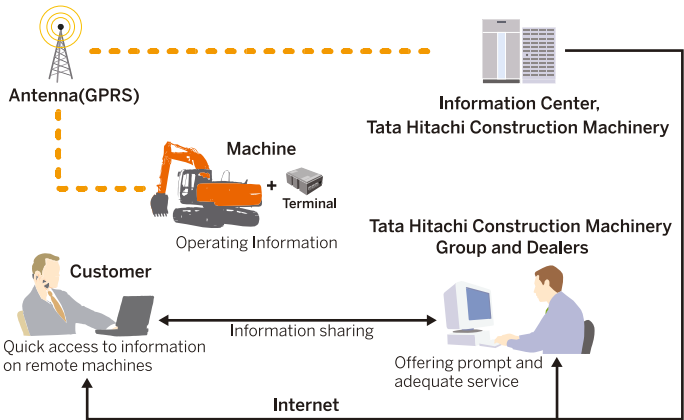 Antenna(GPRS)
Information Center,
Tata Hitachi Construction Machinery
Machine
+
Terminal
Operating Information
Tata Hitachi Construction Machinery
Group and Dealers
Customer
Information sharing
Quick access to information
on remote machines
Offering prompt and
adequate service
Internet